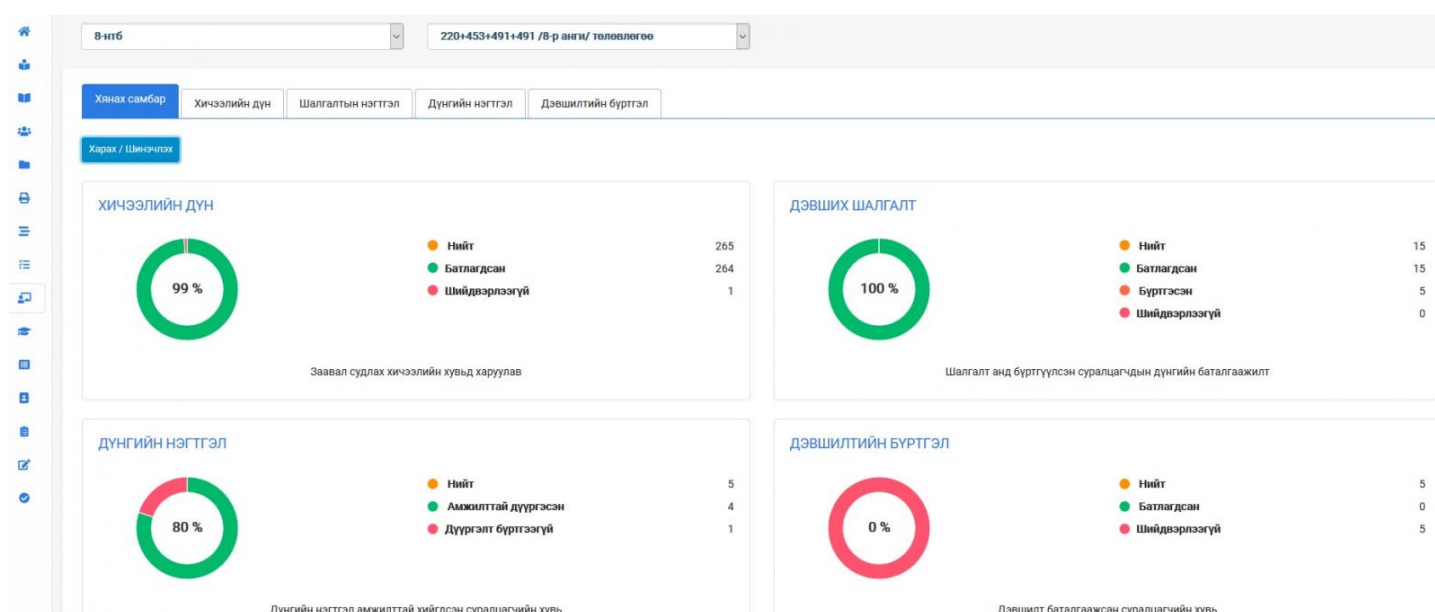 8-нтб
220+453+491+491 /8-р анги/ төлөвлөгөө
Хянах самбар
Хичээлийн дүн
Шалгалтын нэгтгэл
Дүнгийн нэгтгэл
Дэвшилтийн бүртгэл
Харах / Шинэчлэх
ХИЧЭЭЛИЙН ДҮН
99 %
Нийт 265
Батлагдсан 264
Шийдвэрлээгүй 1
Заавал судлах хичээлийн хувьд харуулав
ДЭВШИХ ШАЛГАЛТ
100 %
Нийт 15
Батлагдсан 15
Бүртгэсэн 5
Шийдвэрлээгүй 0
Шалгалт анд бүртгүүлсэн суралцагчдын дүнгийн баталгаажилт
ДҮНГИЙН НЭГТГЭЛ
80 %
Нийт 5
Амжилттай дүүргэсэн 4
Дүүргэлт бүртгээгүй 1
Дүнгийн нэгтгэл амжилттай хийгдсэн суралцагчийн хувь
ДЭВШИЛТИЙН БҮРТГЭЛ
0 %
Нийт 5
Батлагдсан 0
Шийдвэрлээгүй 5
Дэвшилт баталгаажсан суралцагчийн хувь